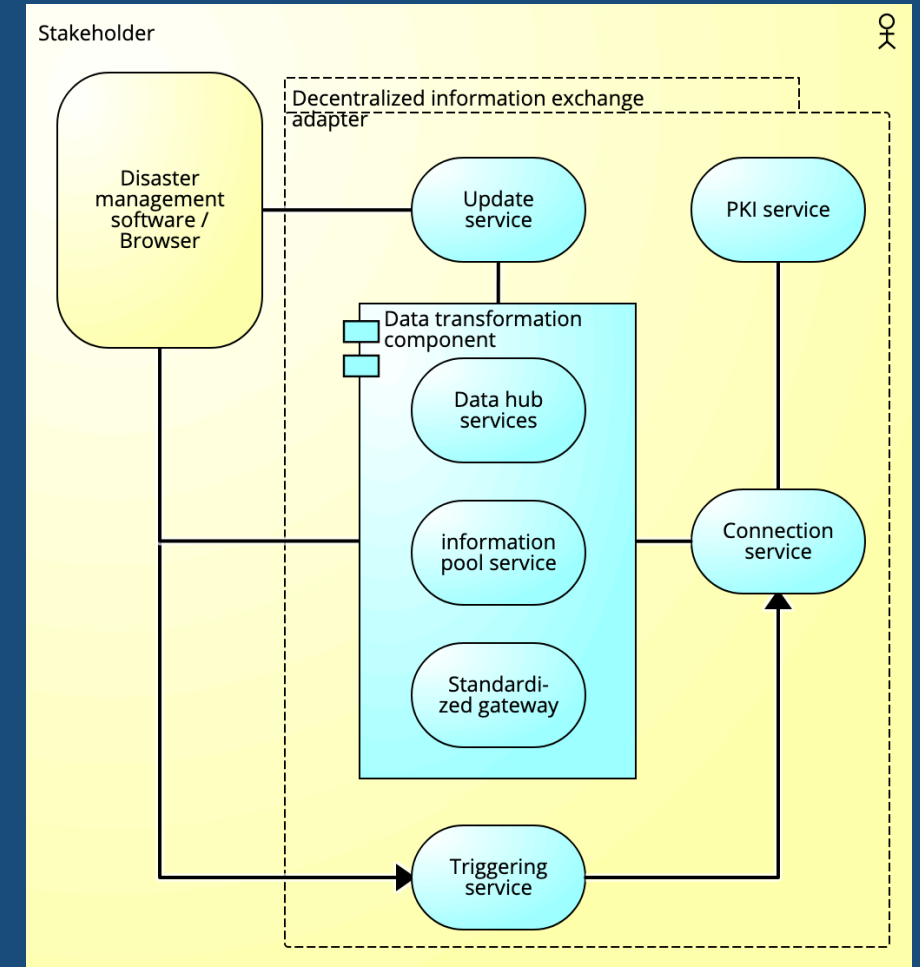 Stakeholder
Decentralized information exchange
adapter
Disaster
management
software /
Browser
Update
service
PKI service
Data transformation
component
Data hub
services
information
pool service
Connection
service
Standardi-
zed gateway
Triggering
service